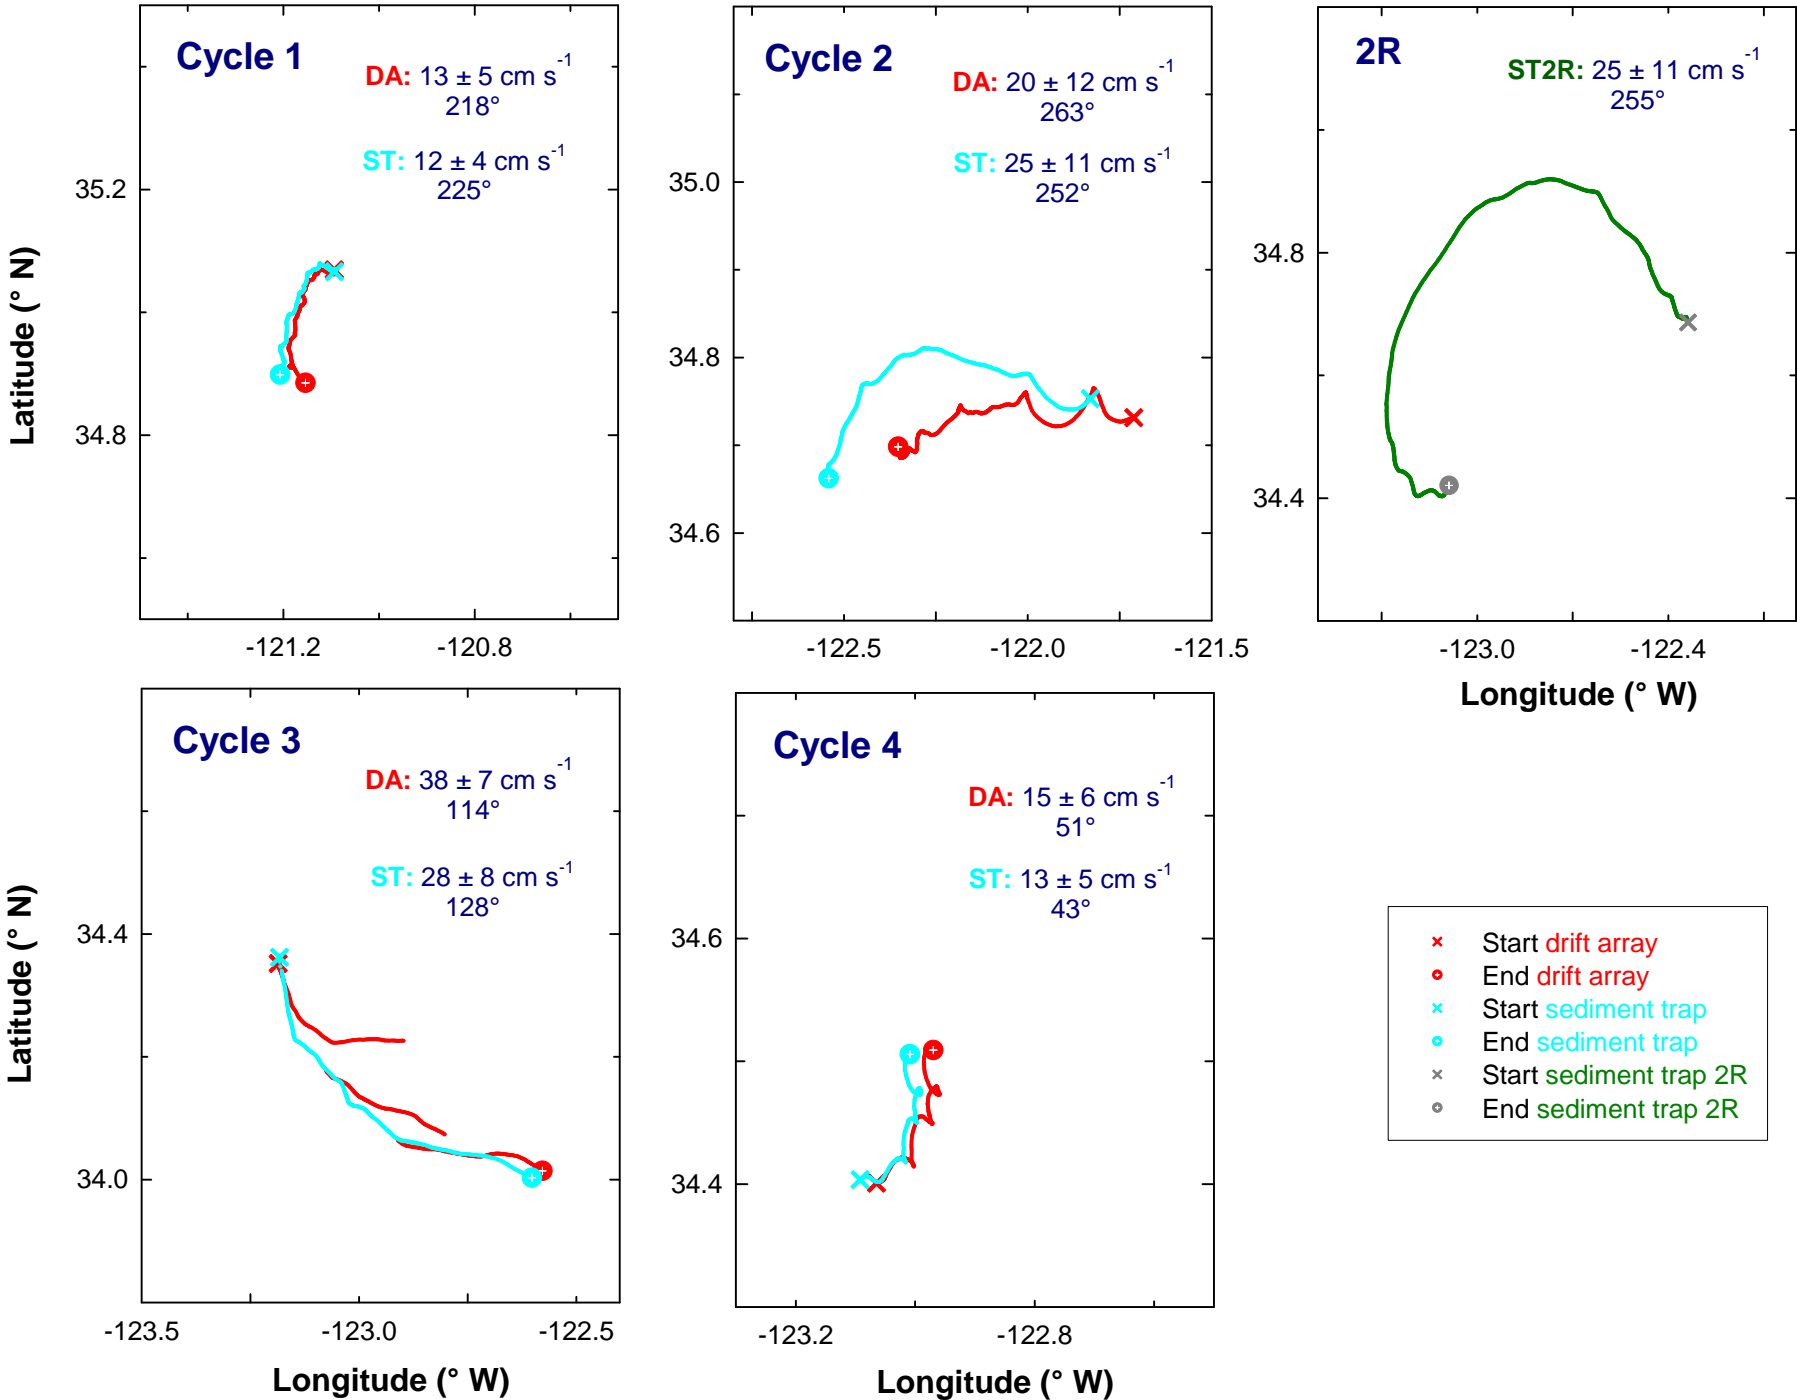 Cycle 1
DA: 13 ± 5 cm s-1
218°
ST: 12 ± 4 cm s-1
225°
35.2
34.8
-121.2
-120.8
Latitude (° N)
Cycle 2
DA: 20 ± 12 cm s-1
263°
ST: 25 ± 11 cm s-1
252°
35.0
34.8
34.6
-122.5
-122.0
-121.5
2R
ST2R: 25 ± 11 cm s-1
255°
34.8
34.4
-123.0
-122.4
Longitude (° W)
Cycle 3
DA: 38 ± 7 cm s-1
114°
ST: 28 ± 8 cm s-1
128°
34.4
34.0
-123.5
-123.0
-122.5
Latitude (° N)
Longitude (° W)
Cycle 4
DA: 15 ± 6 cm s-1
51°
ST: 13 ± 5 cm s-1
43°
34.6
34.4
-123.2
-122.8
Longitude (° W)
Start drift array
End drift array
Start sediment trap
End sediment trap
Start sediment trap 2R
End sediment trap 2R